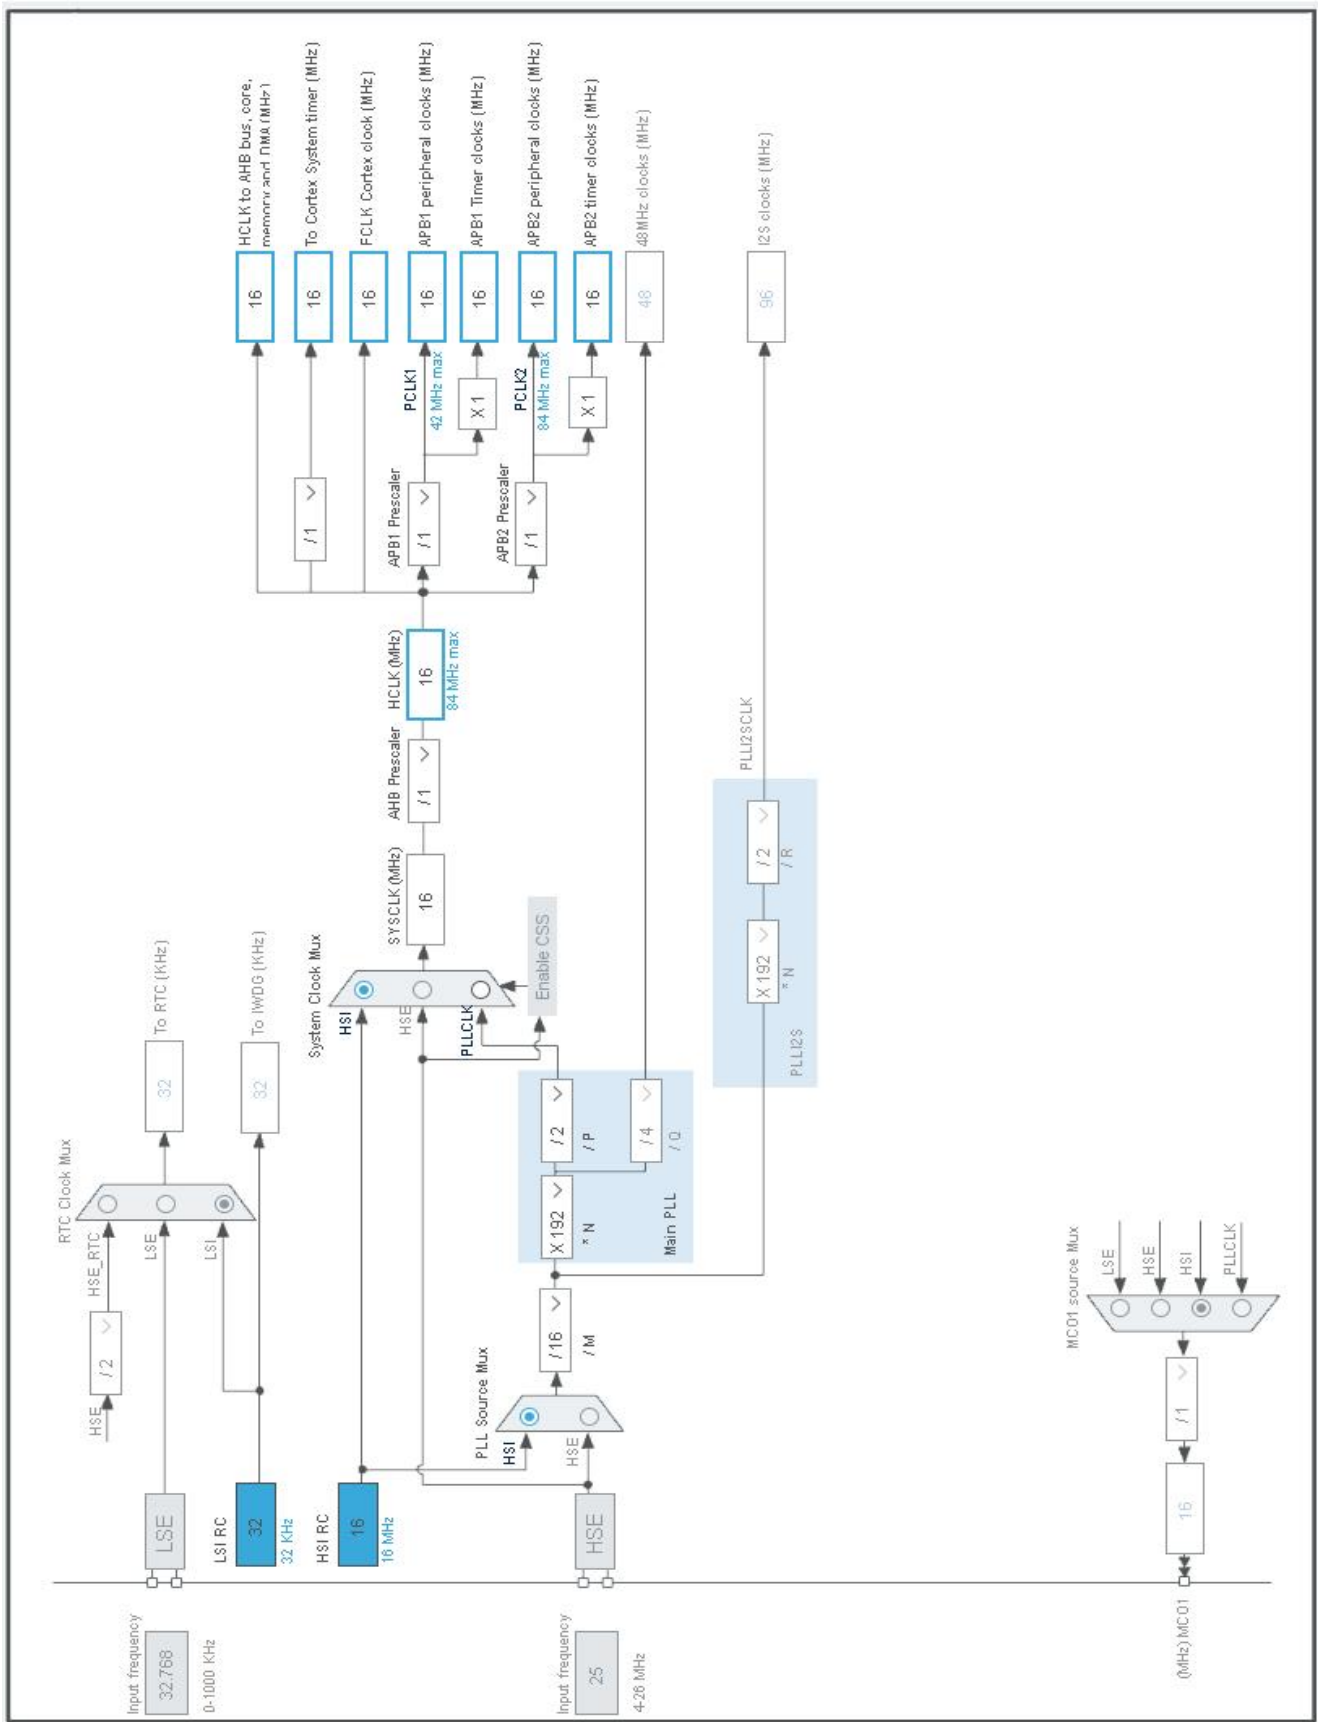 Input frequency
32.768
0-1000 KHz
LSE
HSE
/ 2
HSE_RTC
LSE
LSI
RTC Clock Mux
32
To RTC (KHz)
LSI RC
32
32 KHz
32
To IWDG (KHz)
HSI RC
16
16 MHz
Input frequency
25
4-26 MHz
HSE
PLL Source Mux
HSI
HSE
/ 16
/ M
X 192
* N
/ 2
/ P
/ 4
/ Q
Main PLL
System Clock Mux
HSI
HSE
PLLCLK
Enable CSS
SYSCLK (MHz)
16
AHB Prescaler
/ 1
HCLK (MHz)
16
84 MHz max
16
HCLK to AHB bus, core,
memory and DMA (MHz)
/ 1
16
To Cortex System timer (MHz)
16
FCLK Cortex clock (MHz)
APB1 Prescaler
/ 1
PCLK1
42 MHz max
16
APB1 peripheral clocks (MHz)
X 1
16
APB1 Timer clocks (MHz)
APB2 Prescaler
/ 1
PCLK2
84 MHz max
16
APB2 peripheral clocks (MHz)
X 1
16
APB2 timer clocks (MHz)
48
48MHz clocks (MHz)
X 192
* N
/ 2
/ R
PLLI2S
PLLI2SCLK
96
I2S clocks (MHz)
(MHz) MCO1
16
/ 1
MCO1 source Mux
LSE
HSE
HSI
PLLCLK